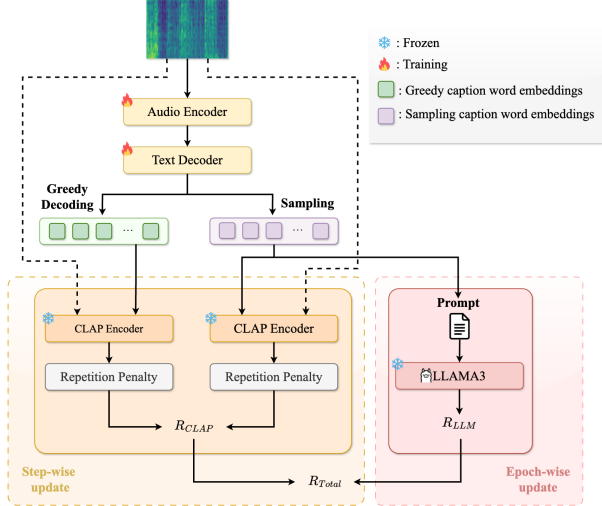 : Frozen
: Training
: Greedy caption word embeddings
: Sampling caption word embeddings
Audio Encoder
Text Decoder
Greedy
Decoding
Sampling
...
...
Prompt
CLAP Encoder
CLAP Encoder
LLAMA3
Repetition Penalty
Repetition Penalty
R_CLAP
R_LLM
Step-wise
update
R_Total
Epoch-wise
update